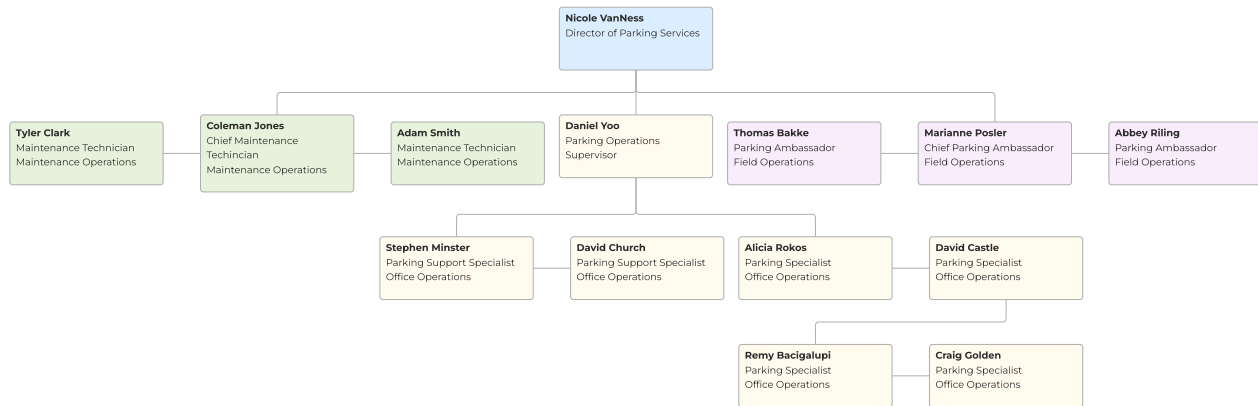 Nicole VanNess
Director of Parking Services
Tyler Clark
Maintenance Technician
Maintenance Operations
Coleman Jones
Chief Maintenance
Techincian
Maintenance Operations
Adam Smith
Maintenance Technician
Maintenance Operations
Daniel Yoo
Parking Operations
Supervisor
Thomas Bakke
Parking Ambassador
Field Operations
Marianne Posler
Chief Parking Ambassador
Field Operations
Abbey Riling
Parking Ambassador
Field Operations
Stephen Minster
Parking Support Specialist
Office Operations
David Church
Parking Support Specialist
Office Operations
Alicia Rokos
Parking Specialist
Office Operations
David Castle
Parking Specialist
Office Operations
Remy Bacigalupi
Parking Specialist
Office Operations
Craig Golden
Parking Specialist
Office Operations